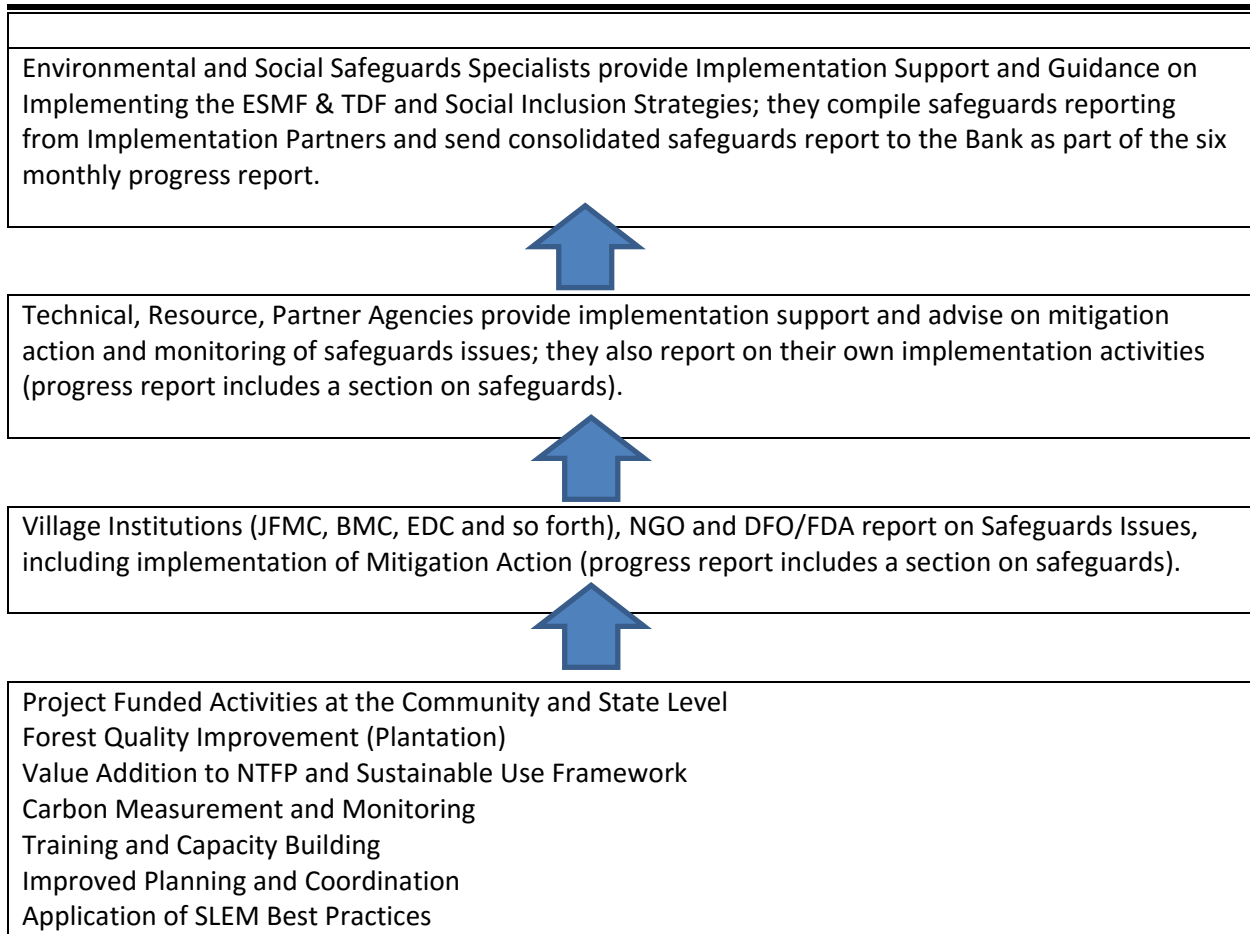 Environmental and Social Safeguards Specialists provide Implementation Support and Guidance on
Implementing the ESMF & TDF and Social Inclusion Strategies; they compile safeguards reporting
from Implementation Partners and send consolidated safeguards report to the Bank as part of the six
monthly progress report.
Technical, Resource, Partner Agencies provide implementation support and advise on mitigation
action and monitoring of safeguards issues; they also report on their own implementation activities
(progress report includes a section on safeguards).
Village Institutions (JFMC, BMC, EDC and so forth), NGO and DFO/FDA report on Safeguards Issues,
including implementation of Mitigation Action (progress report includes a section on safeguards).
Project Funded Activities at the Community and State Level
Forest Quality Improvement (Plantation)
Value Addition to NTFP and Sustainable Use Framework
Carbon Measurement and Monitoring
Training and Capacity Building
Improved Planning and Coordination
Application of SLEM Best Practices